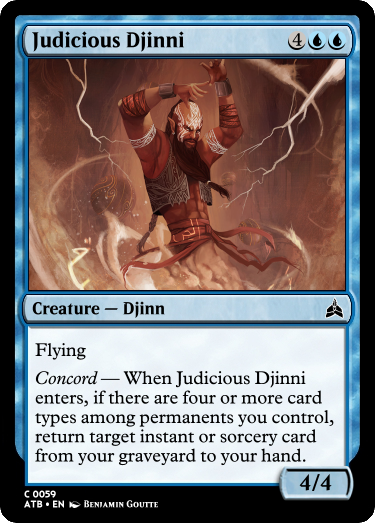 Judicious Djinni 4
Creature — Djinn
Flying
Concord — When Judicious Djinni
enters, if there are four or more card
types among permanents you control,
return target instant or sorcery card
from your graveyard to your hand.
4/4
C 0059
ATB • EN Benjamin Goutte